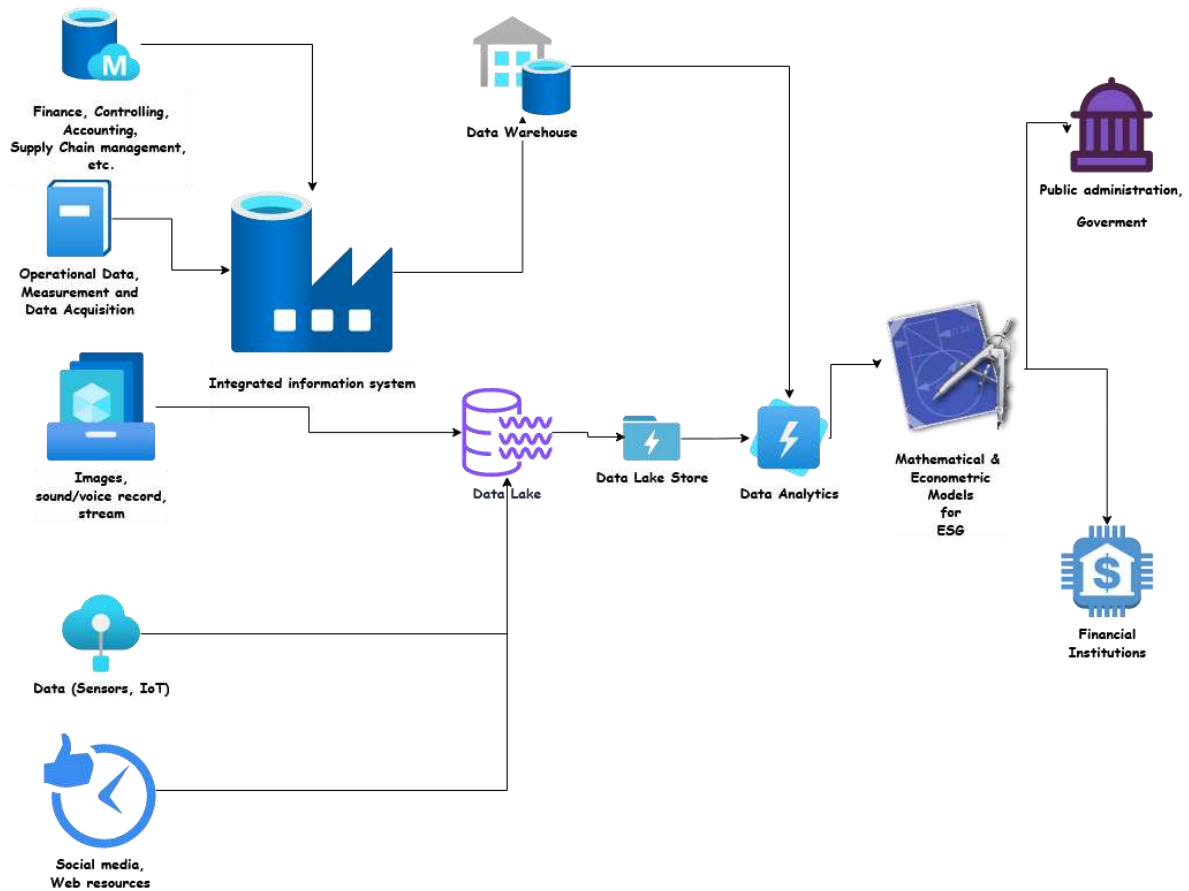 M
Finance, Controlling,
Accounting,
Supply Chain management,
etc.
Data Warehouse
Public administration,
Goverment
Operational Data,
Measurement and
Data Acquisition
Integrated information system
Images,
sound/voice record,
stream
Data Lake
Data Lake Store
Data Analytics
Mathematical &
Econometric
Models
for
ESG
$
Financial
Institutions
Data (Sensors, IoT)
Social media,
Web resources